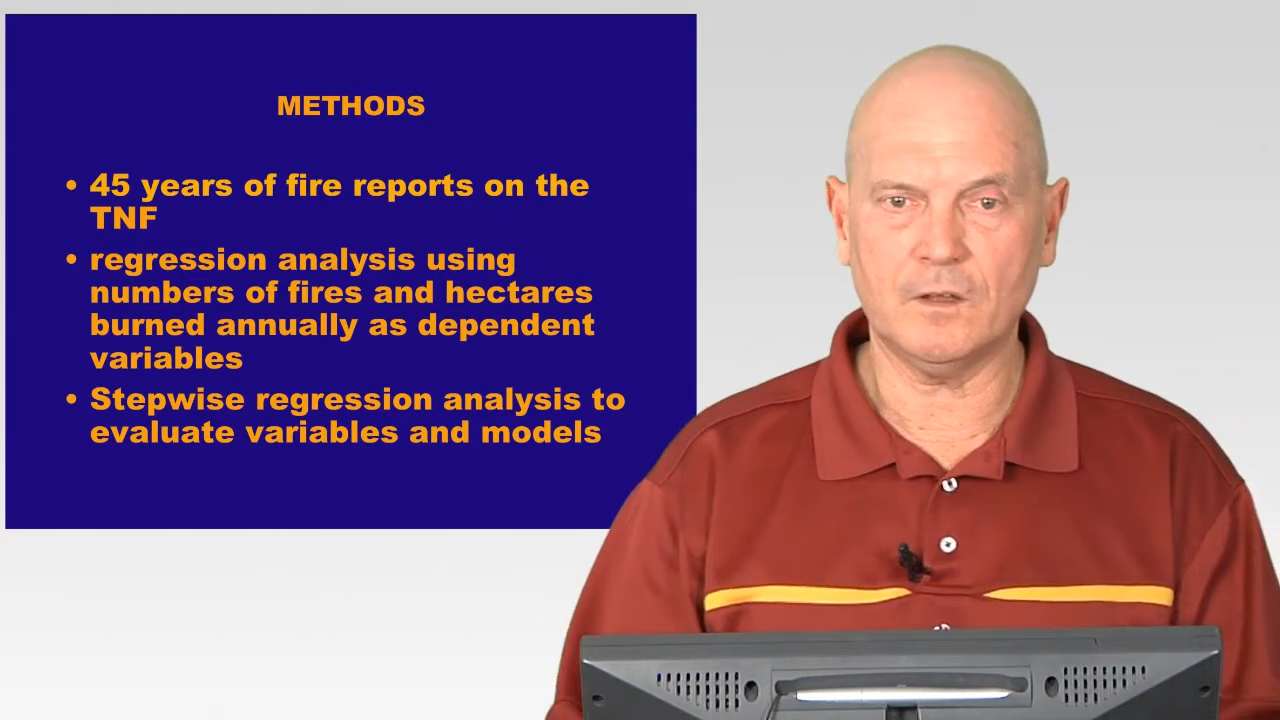 METHODS
• 45 years of fire reports on the
TNF
• regression analysis using
numbers of fires and hectares
burned annually as dependent
variables
• Stepwise regression analysis to
evaluate variables and models